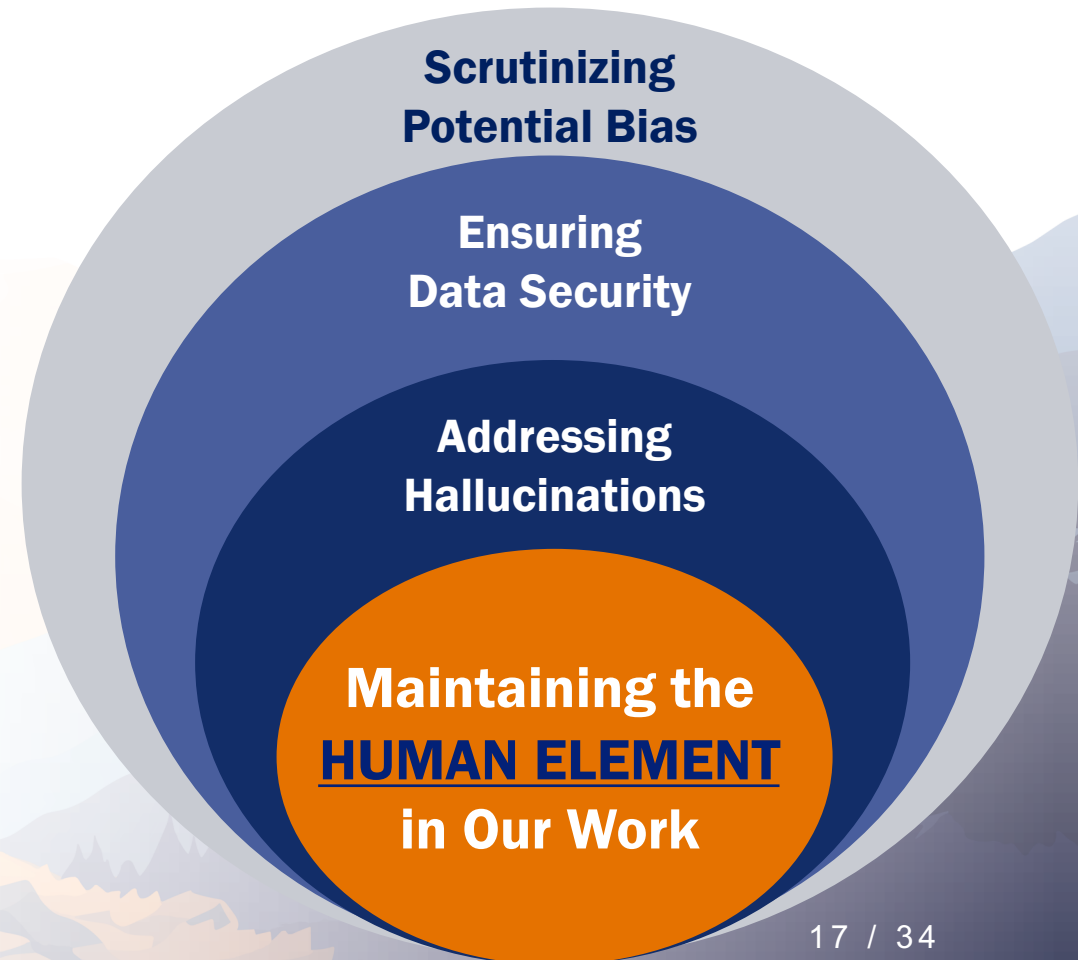 Scrutinizing
Potential Bias
Ensuring
Data Security
Addressing
Hallucinations
Maintaining the
HUMAN ELEMENT
in Our Work
17 / 34